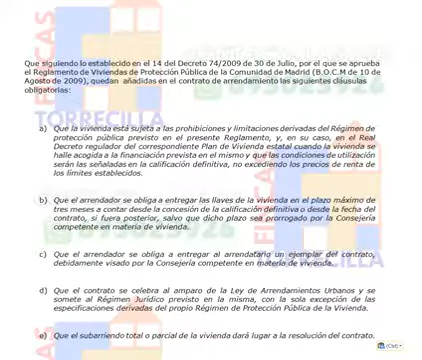 Que siguiendo lo establecido en el 14 del Decreto 74/2009 de 30 de Julio, por el que se aprueba
el Reglamento de Viviendas de Protección Pública de la Comunidad de Madrid (B.O.C.M de 10 de
Agosto de 2009), quedan añadidas en el contrato de arrendamiento las siguientes cláusulas
obligatorias:
FINCAS
TORRECILLA
a) Que la vivienda está sujeta a las prohibiciones y limitaciones derivadas del Régimen de
protección pública previsto en el presente Reglamento, y, en su caso, en el Real
Decreto regulador del correspondiente Plan de Vivienda estatal cuando la vivienda se
halle acogida a la financiación prevista en el mismo y que las condiciones de utilización
serán las señaladas en la calificación definitiva, no excediendo los precios de renta de
los límites establecidos.
b) Que el arrendador se obliga a entregar las llaves de la vivienda en el plazo máximo de
tres meses a contar desde la concesión de la calificación definitiva o desde la fecha del
contrato, si fuera posterior, salvo que dicho plazo sea prorrogado por la Consejería
competente en materia de vivienda.
c) Que el arrendador se obliga a entregar al arrendatario un ejemplar del contrato,
debidamente visado por la Consejería competente en materia de vivienda.
d) Que el contrato se celebra al amparo de la Ley de Arrendamientos Urbanos y se
somete al Régimen Jurídico previsto en la misma, con la sola excepción de las
especificaciones derivadas del propio Régimen de Protección Pública de la Vivienda.
e) Que el subarriendo total o parcial de la vivienda dará lugar a la resolución del contrato.
(Ctrl)